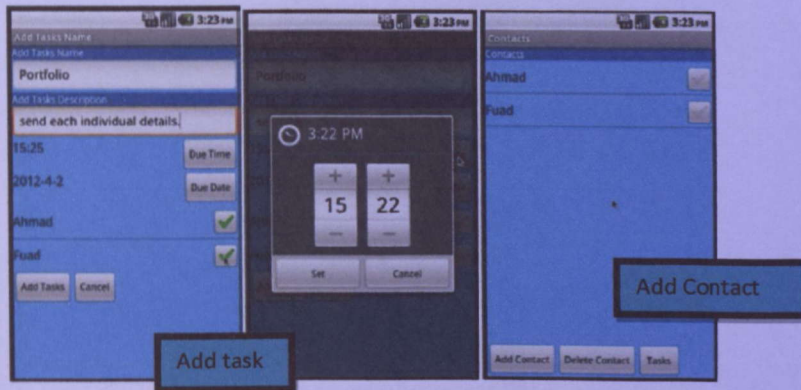 3:23 PM
Add Tasks Name
Add Tasks Name
Portfolio
Add Tasks Description
send each individual details.
15:25
Due Time
2012-4-2
Due Date
Ahmad
Fuad
Add Tasks
Cancel
Add task
3:23 PM
Portfolio
3:22 PM
+
+
15
22
Set
Cancel
3:23 PM
Contacts
Contacts
Ahmad
Fuad
Add Contact
Add Contact
Delete Contact
Tasks